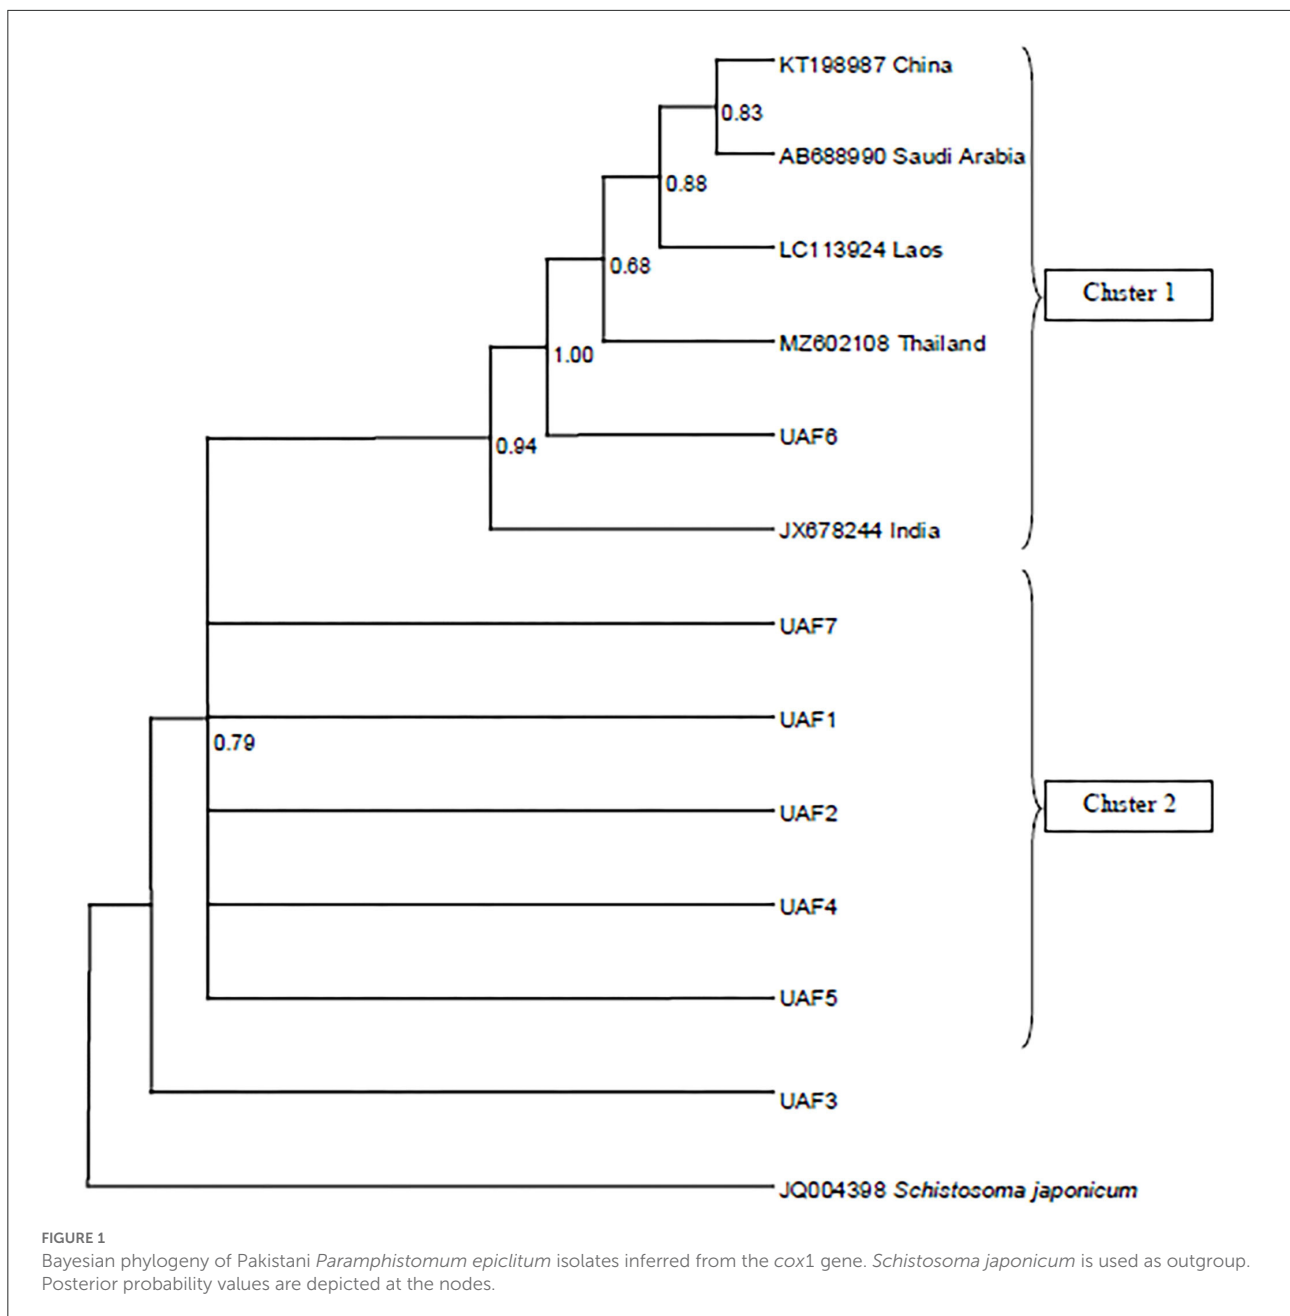 KT198987 China
0.83
AB688990 Saudi Arabia
0.88
LC113924 Laos
0.68
Cluster 1
MZ602108 Thailand
1.00
UAF6
0.94
JX678244 India
UAF7
UAF1
0.79
Cluster 2
UAF2
UAF4
UAF5
UAF3
JQ004398 Schistosoma japonicum
FIGURE 1
Bayesian phylogeny of Pakistani Paramphistomum epiclitum isolates inferred from the cox1 gene. Schistosoma japonicum is used as outgroup.
Posterior probability values are depicted at the nodes.